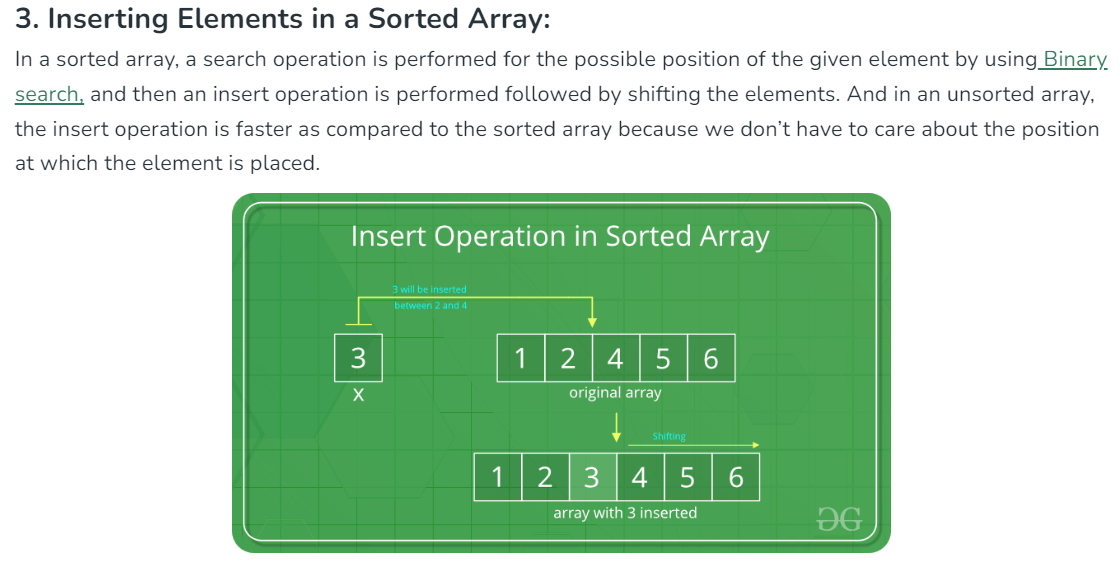 3. Inserting Elements in a Sorted Array:
In a sorted array, a search operation is performed for the possible position of the given element by using Binary
search, and then an insert operation is performed followed by shifting the elements. And in an unsorted array,
the insert operation is faster as compared to the sorted array because we don’t have to care about the position
at which the element is placed.
Insert Operation in Sorted Array
3 will be inserted
between 2 and 4
3
X
1 2 4 5 6
original array
Shifting
1 2 3 4 5 6
array with 3 inserted